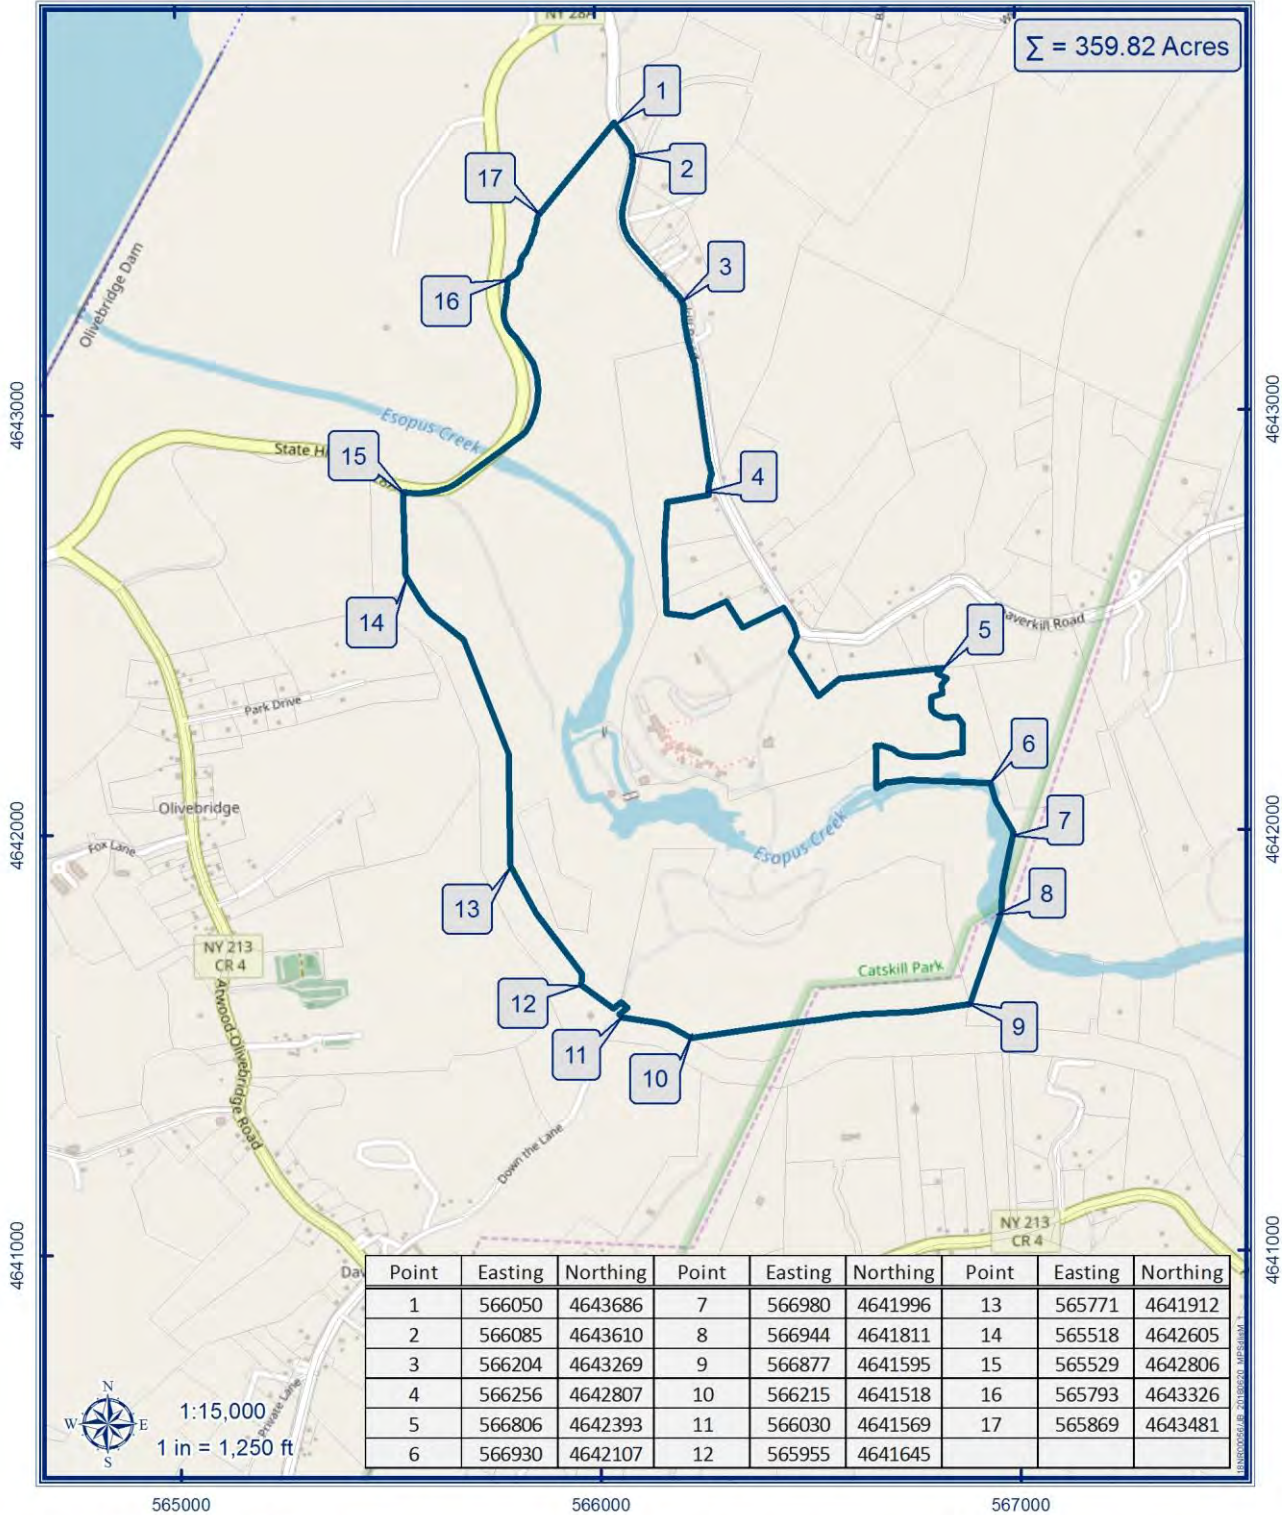 NY 28A
Σ = 359.82 Acres
1
2
17
3
16
Olivebridge Dam
4643000
4643000
Esopus Creek
State Hi
15
4
14
5
averkill Road
Park Drive
6
Olivebridge
7
4642000
4642000
Fox Lane
Esopus Creek
13
8
NY 213
CR 4
Catskill Park
12
9
11
10
Atwood-Olivebridge Road
Down the Lane
NY 213
CR 4
4641000
4641000
Dav
Point Easting Northing Point Easting Northing Point Easting Northing
1 566050 4643686 7 566980 4641996 13 565771 4641912
2 566085 4643610 8 566944 4641811 14 565518 4642605
3 566204 4643269 9 566877 4641595 15 565529 4642806
4 566256 4642807 10 566215 4641518 16 565793 4643326
5 566806 4642393 11 566030 4641569 17 565869 4643481
6 566930 4642107 12 565955 4641645
Private Lane
N
W E
S
1:15,000
1 in = 1,250 ft
565000
566000
567000